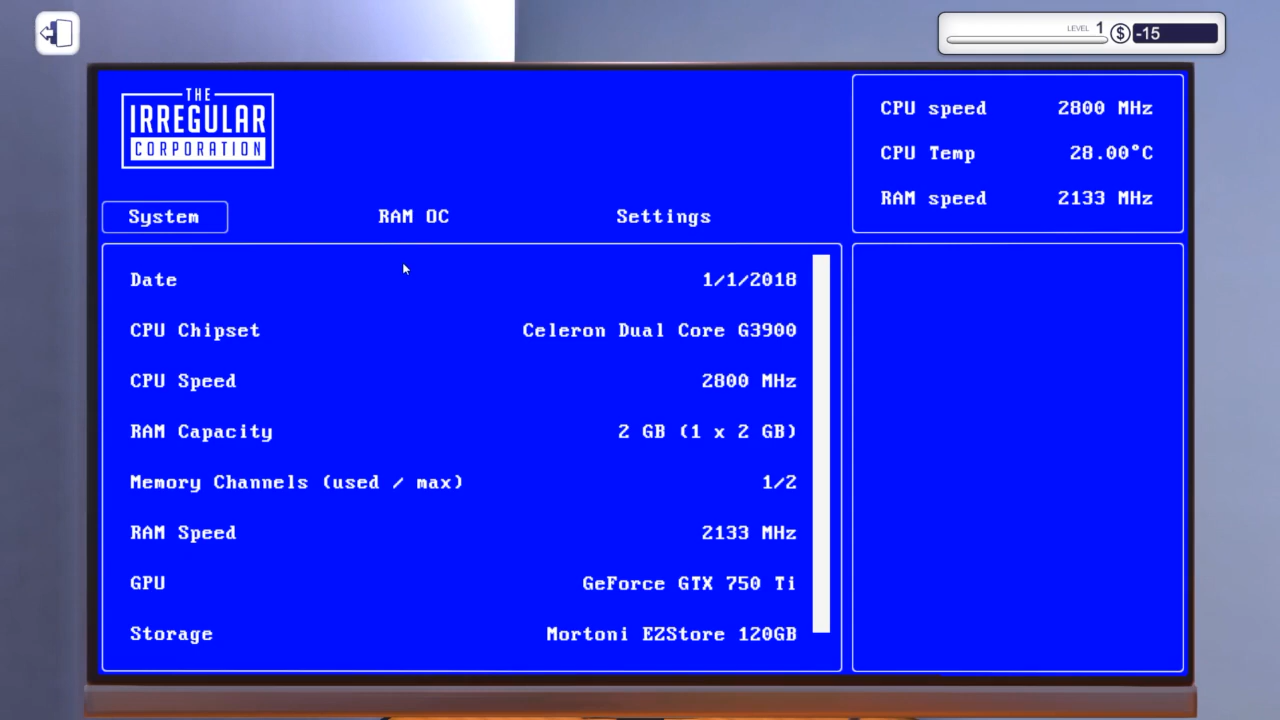 LEVEL 1 $ -15
THE
IRREGULAR
CORPORATION
CPU speed 2800 MHz
CPU Temp 28.00°C
RAM speed 2133 MHz
System RAM OC Settings
Date 1/1/2018
CPU Chipset Celeron Dual Core G3900
CPU Speed 2800 MHz
RAM Capacity 2 GB (1 x 2 GB)
Memory Channels (used / max) 1/2
RAM Speed 2133 MHz
GPU GeForce GTX 750 Ti
Storage Mortoni EZStore 120GB